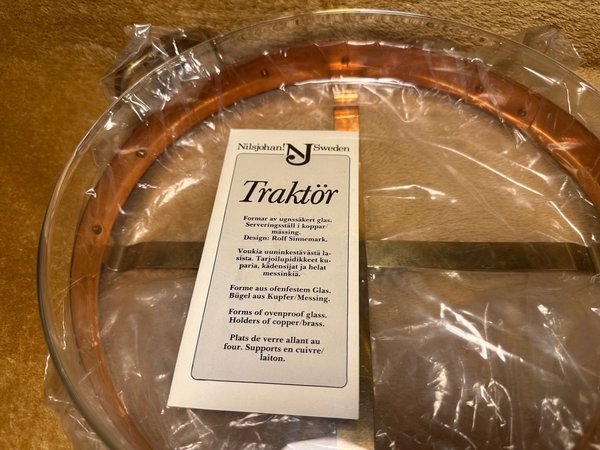 Nilsjohan! NJ Sweden
Traktör
Formar av ugnssäkert glas.
Serveringsställ i koppar/
mässing.
Design: Rolf Sinnemark.
Voukia uuninkestävästä la-
sista. Tarjoilupidikkeet ku-
paria, kädensijat ja helat
messinkiä.
Forme aus ofenfestem Glas.
Bügel aus Kupfer/Messing.
Forms of ovenproof glass.
Holders of copper/brass.
Plats de verre allant au
four. Supports en cuivre/
laiton.